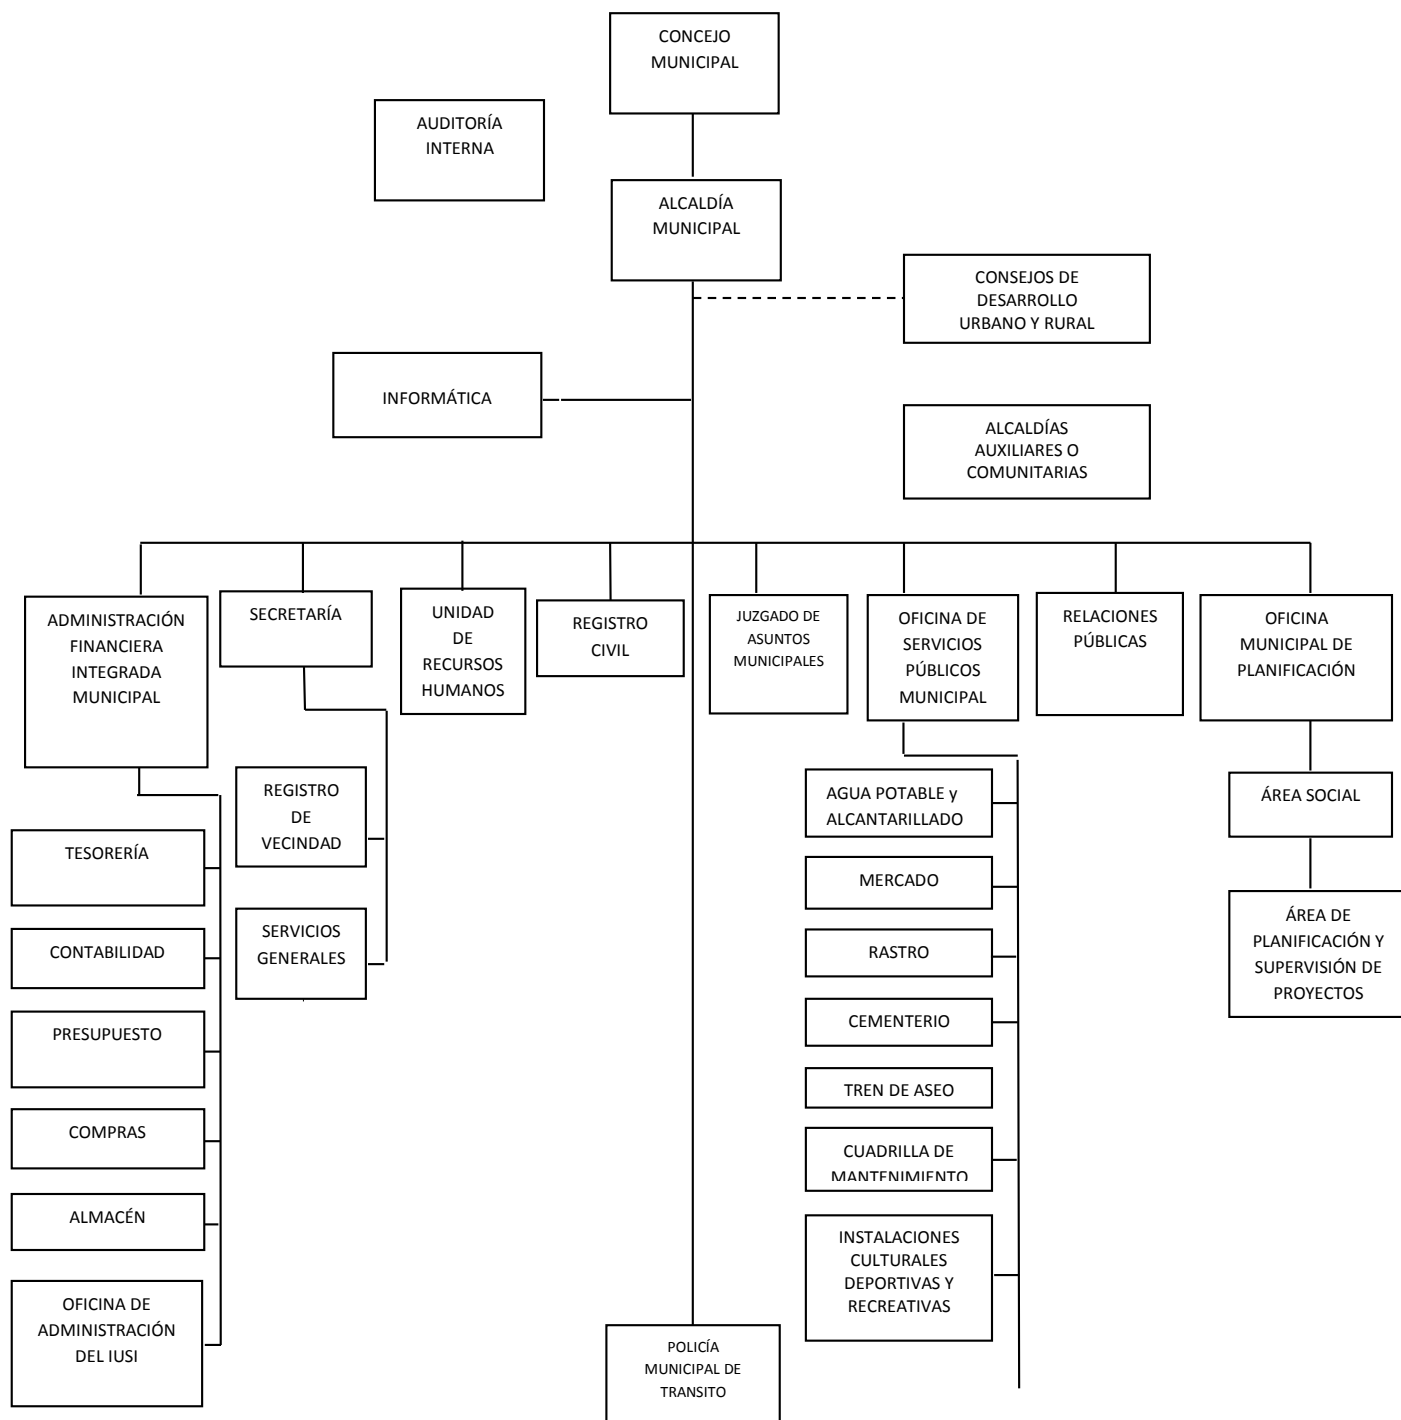 CONCEJO
MUNICIPAL
AUDITORÍA
INTERNA
ALCALDÍA
MUNICIPAL
CONSEJOS DE
DESARROLLO
URBANO Y RURAL
INFORMÁTICA
ALCALDÍAS
AUXILIARES O
COMUNITARIAS
ADMINISTRACIÓN
FINANCIERA
INTEGRADA
MUNICIPAL
SECRETARÍA
UNIDAD
DE
RECURSOS
HUMANOS
REGISTRO
CIVIL
JUZGADO DE
ASUNTOS
MUNICIPALES
OFICINA DE
SERVICIOS
PÚBLICOS
MUNICIPAL
RELACIONES
PÚBLICAS
OFICINA
MUNICIPAL DE
PLANIFICACIÓN
TESORERÍA
CONTABILIDAD
PRESUPUESTO
COMPRAS
ALMACÉN
OFICINA DE
ADMINISTRACIÓN
DEL IUSI
REGISTRO
DE
VECINDAD
SERVICIOS
GENERALES
AGUA POTABLE y
ALCANTARILLADO
MERCADO
RASTRO
CEMENTERIO
TREN DE ASEO
CUADRILLA DE
MANTENIMIENTO
INSTALACIONES
CULTURALES
DEPORTIVAS Y
RECREATIVAS
ÁREA SOCIAL
ÁREA DE
PLANIFICACIÓN Y
SUPERVISIÓN DE
PROYECTOS
POLICÍA
MUNICIPAL DE
TRANSITO